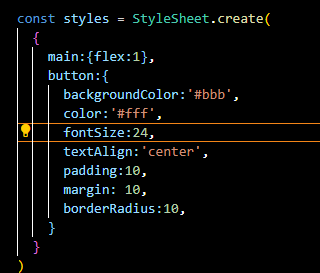 const styles = StyleSheet.create(
{
main:{flex:1},
button:{
backgroundColor:'#bbb',
color:'#fff',
fontSize:24,
textAlign:'center',
padding:10,
margin: 10,
borderRadius:10,
}
}
)